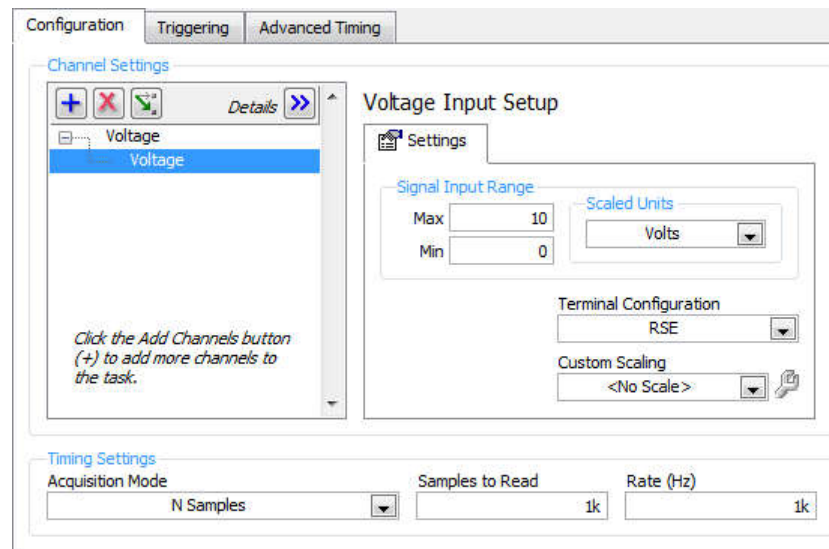 Configuration
Triggering
Advanced Timing
Channel Settings
Details
Voltage
Voltage
Click the Add Channels button
(+) to add more channels to
the task.
Voltage Input Setup
Settings
Signal Input Range
Max 10
Min 0
Scaled Units
Volts
Terminal Configuration
RSE
Custom Scaling
<No Scale>
Timing Settings
Acquisition Mode
N Samples
Samples to Read
1k
Rate (Hz)
1k